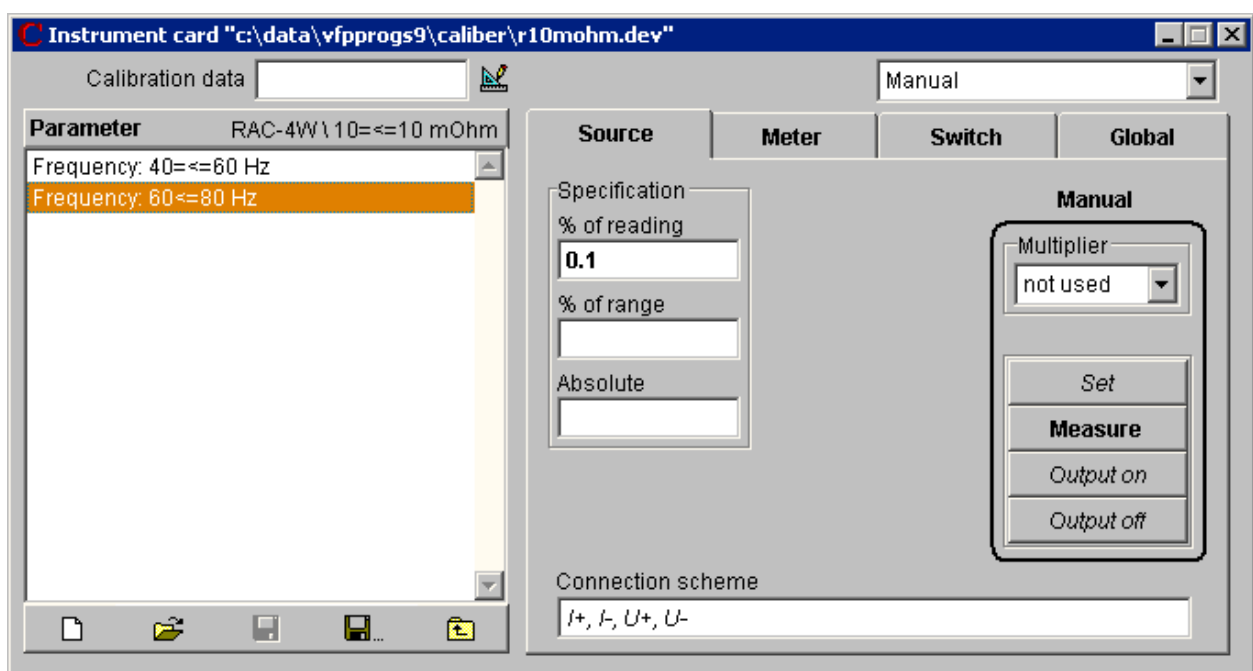 Instrument card "c:\data\vfpprogs9\caliber\r10mohm.dev"
Calibration data
Manual
Parameter RAC-4W \ 10=<=10 mOhm
Frequency: 40=<=60 Hz
Frequency: 60<=80 Hz
Source Meter Switch Global
Specification
% of reading
0.1
% of range
Absolute
Manual
Multiplier
not used
Set
Measure
Output on
Output off
Connection scheme
I+, I-, U+, U-